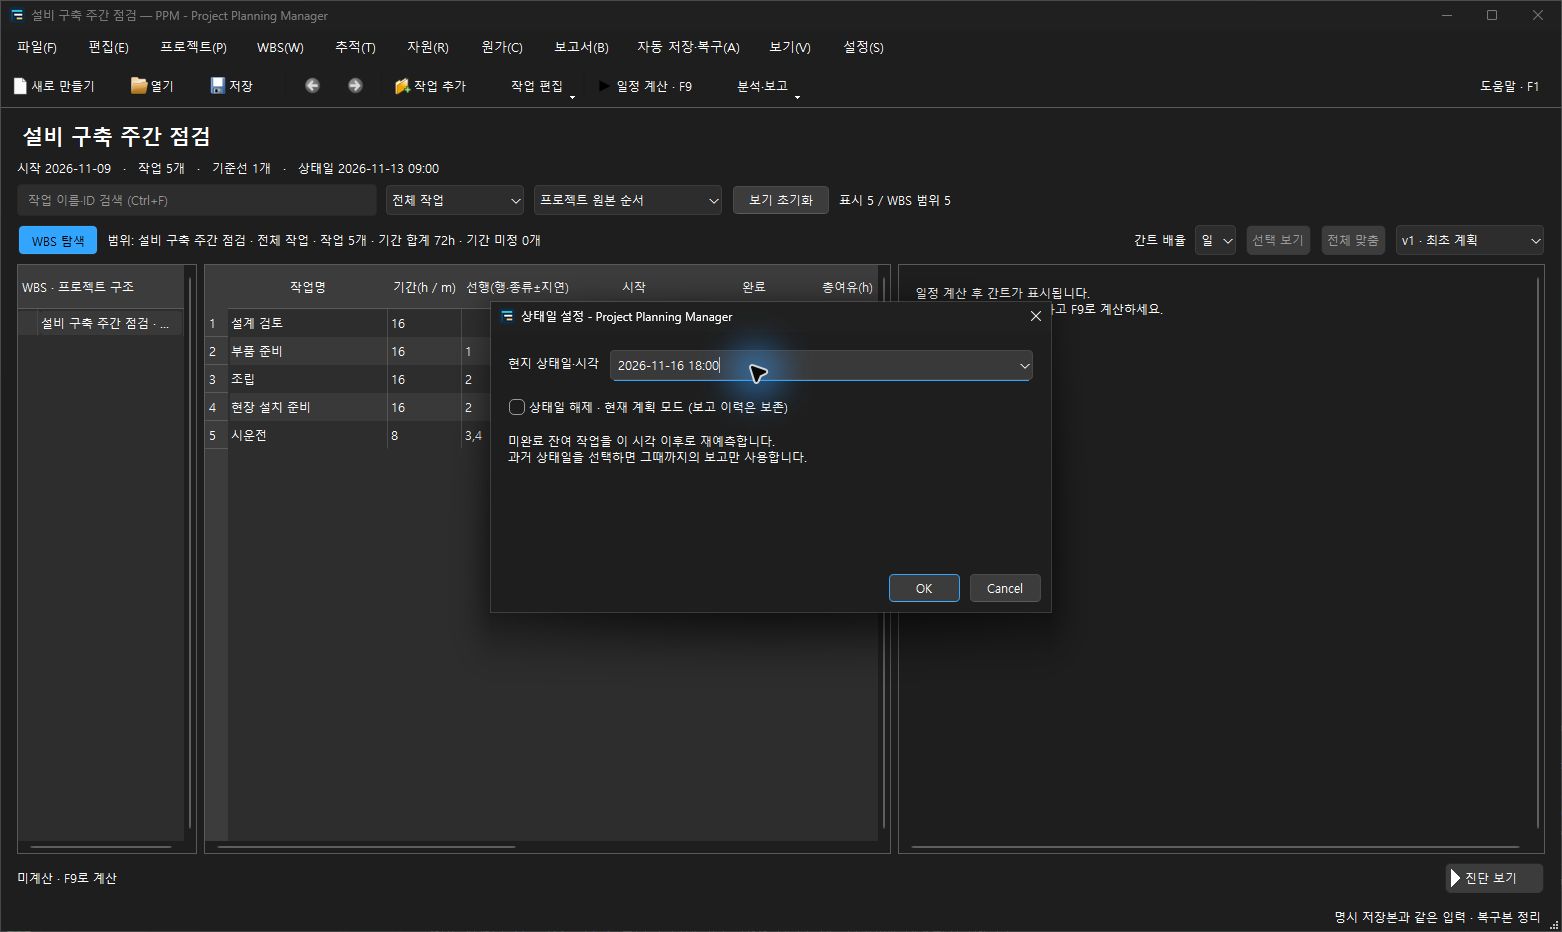 설비 구축 주간 점검 — PPM - Project Planning Manager
파일(F) 편집(E) 프로젝트(P) WBS(W) 추적(T) 자원(R) 원가(C) 보고서(B) 자동 저장·복구(A) 보기(V) 설정(S)
새로 만들기 열기 저장 작업 추가 작업 편집 일정 계산 · F9 분석·보고 도움말 · F1
설비 구축 주간 점검
시작 2026-11-09 · 작업 5개 · 기준선 1개 · 상태일 2026-11-13 09:00
작업 이름·ID 검색 (Ctrl+F) 전체 작업 프로젝트 원본 순서 보기 초기화 표시 5 / WBS 범위 5
WBS 탐색 범위: 설비 구축 주간 점검 · 전체 작업 · 작업 5개 · 기간 합계 72h · 기간 미정 0개 간트 배율 일 선택 보기 전체 맞춤 v1 · 최초 계획
WBS · 프로젝트 구조
설비 구축 주간 점검 · ...
작업명 기간(h / m) 선행(행·종류±지연) 시작 완료 총여유(h)
1 설계 검토 16
2 부품 준비 16 1
3 조립 16 2
4 현장 설치 준비 16 2
5 시운전 8 3,4
일정 계산 후 간트가 표시됩니다.
고 F9로 계산하세요.
상태일 설정 - Project Planning Manager
현지 상태일·시각 2026-11-16 18:00
상태일 해제 · 현재 계획 모드 (보고 이력은 보존)
미완료 잔여 작업을 이 시각 이후로 재예측합니다.
과거 상태일을 선택하면 그때까지의 보고만 사용합니다.
OK Cancel
미계산 · F9로 계산 진단 보기
명시 저장본과 같은 입력 · 복구본 정리